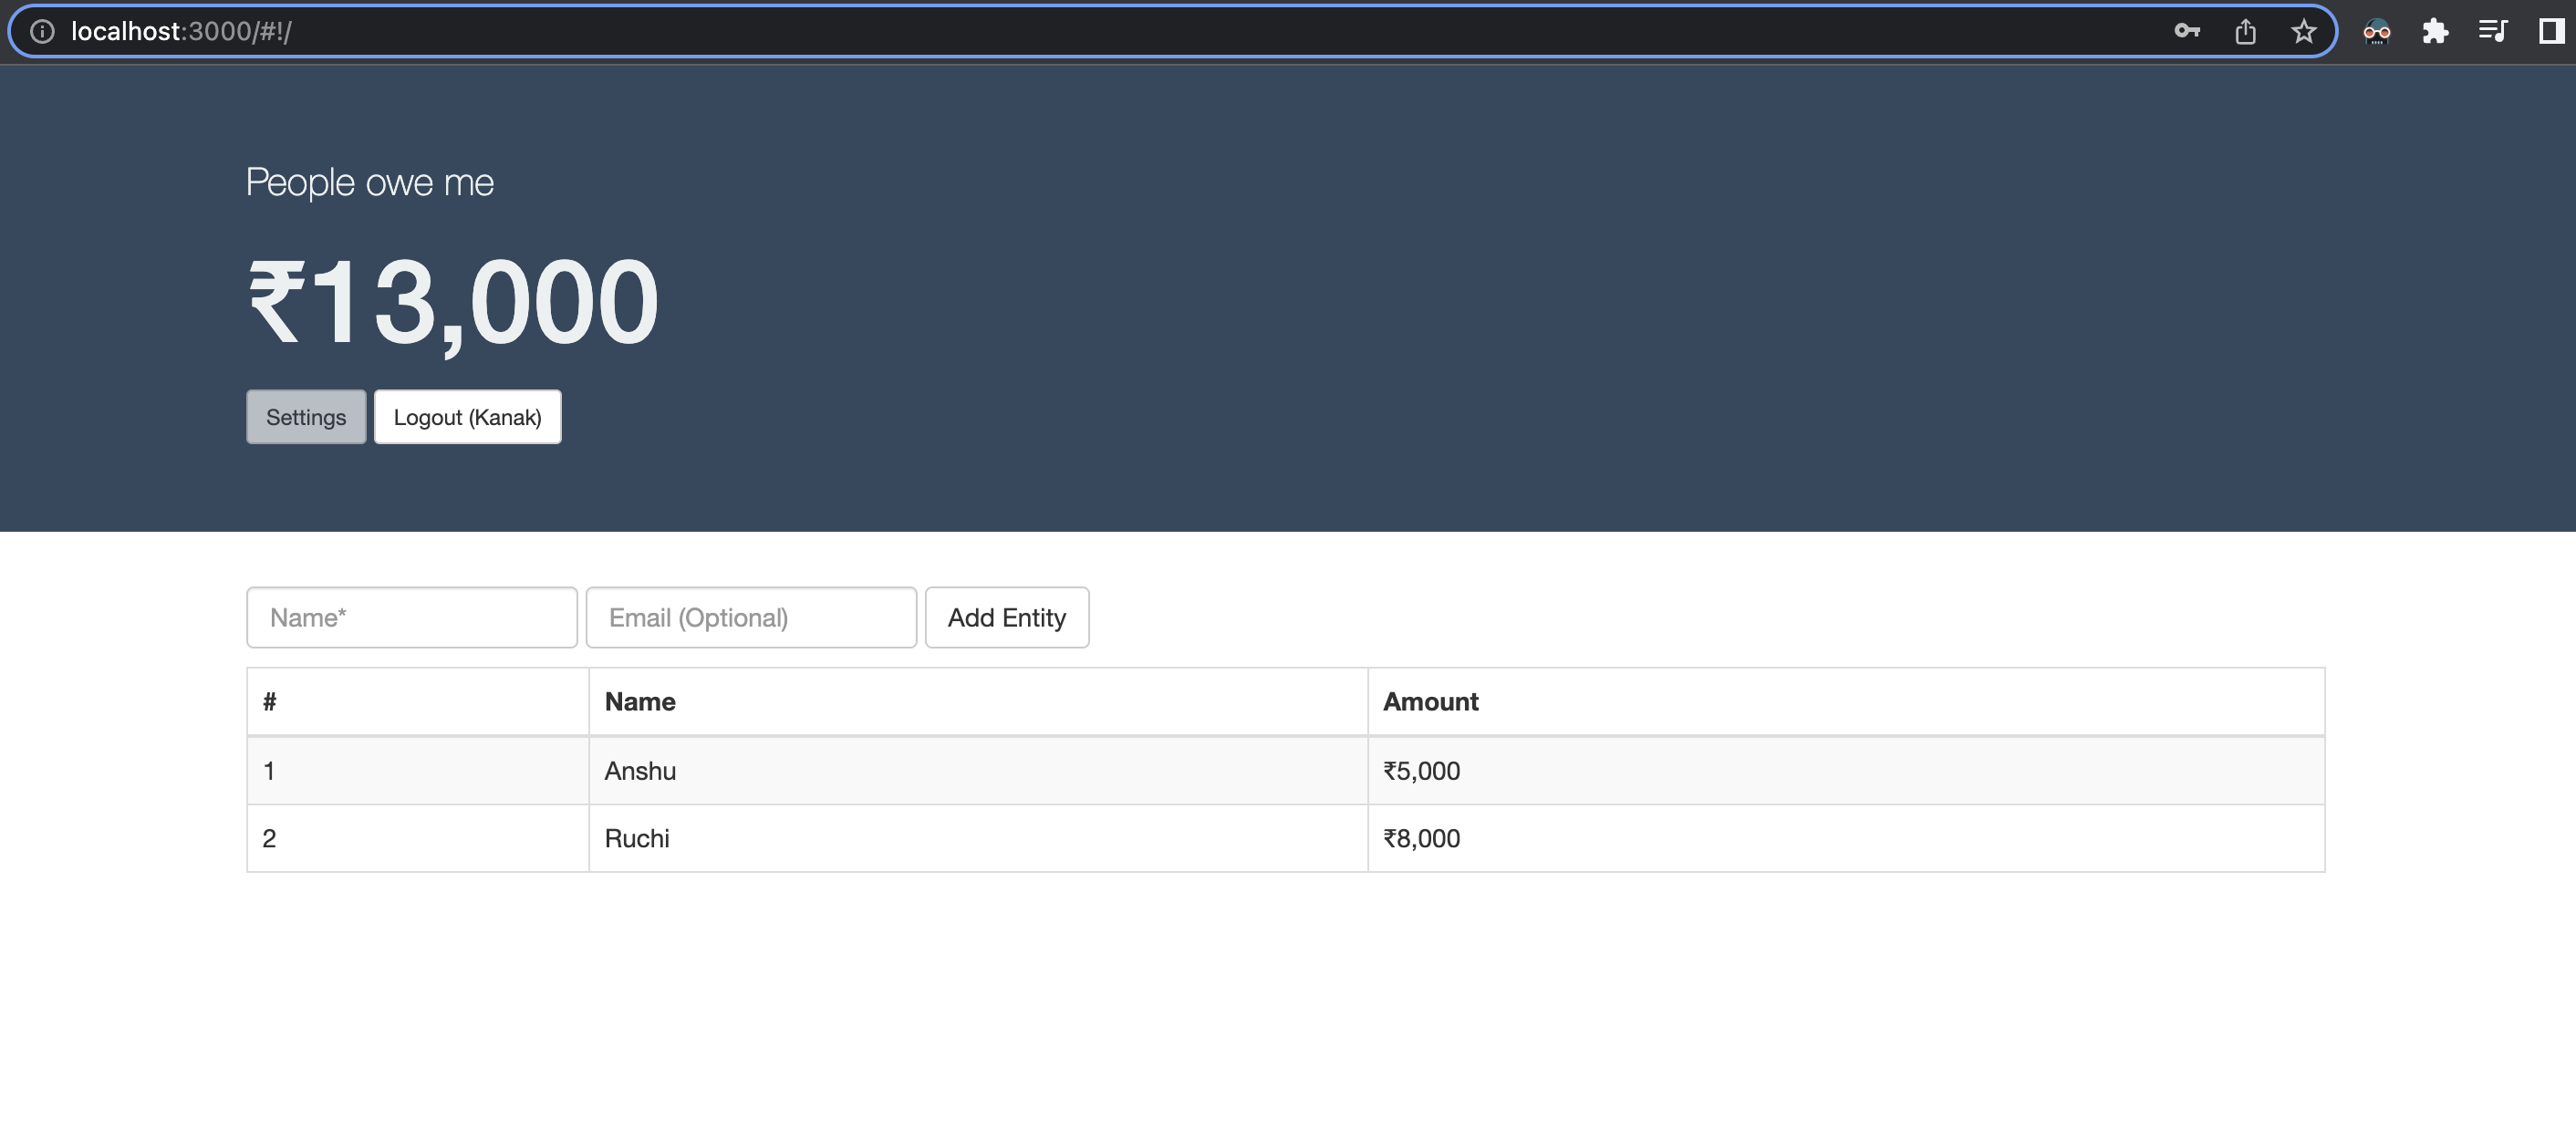 localhost:3000/#!/
People owe me
₹13,000
Settings Logout (Kanak)
Name* Email (Optional) Add Entity
# Name Amount
1 Anshu ₹5,000
2 Ruchi ₹8,000